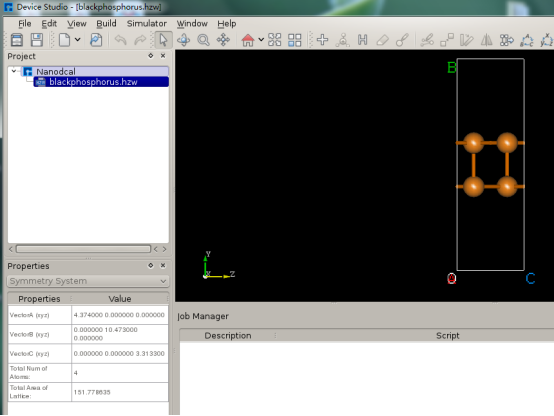 Device Studio - [blackphosphorus.hzw]
File Edit View Build Simulator Window Help
Project
Nanodcal
blackphosphorus.hzw
Properties
Symmetry System
Properties Value
VectorA (xyz) 4.374000 0.000000 0.000000
VectorB (xyz) 0.000000 10.473000
0.000000
VectorC (xyz) 0.000000 0.000000 3.313300
Total Num of
Atoms: 4
Total Area of
Lattice: 151.778635
B
y
z
O
C
Job Manager
Description Script